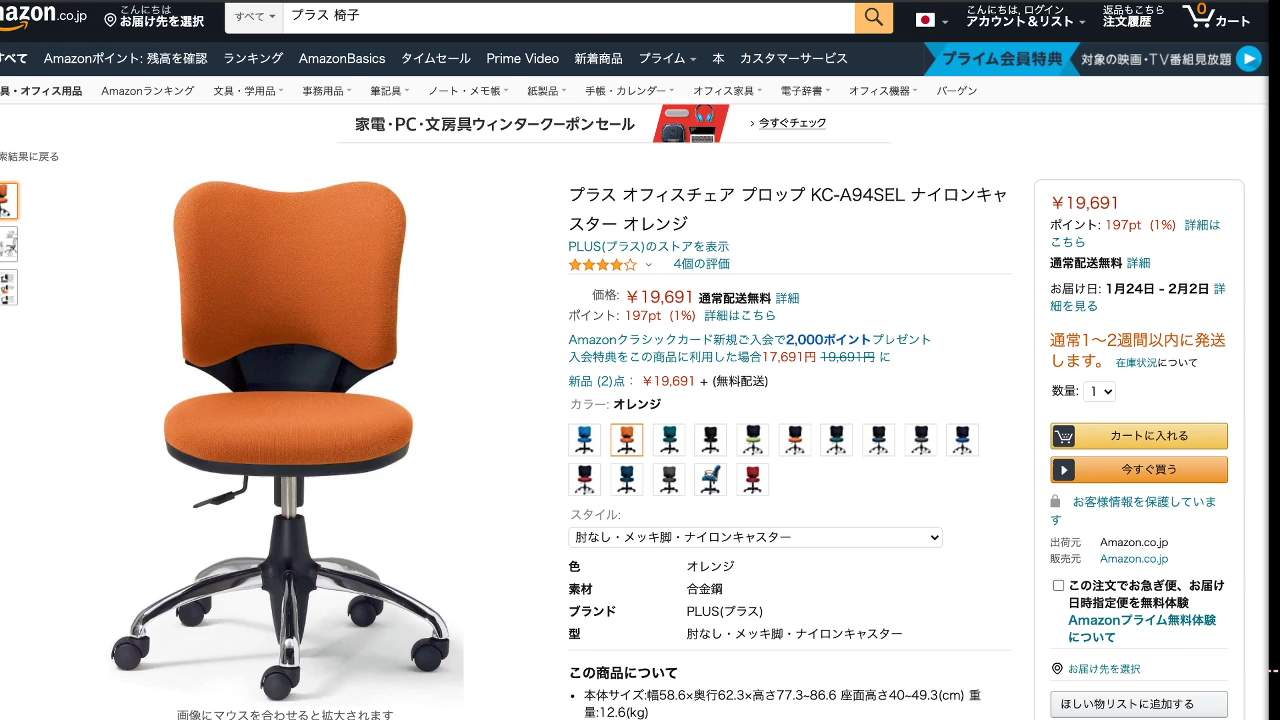 mazon.co.jp
こんにちは
お届け先を選択
すべて
プラス 椅子
こんにちは, ログイン
アカウント＆リスト
返品もこちら
注文履歴
0
カート
すべて Amazonポイント: 残高を確認 ランキング AmazonBasics タイムセール Prime Video 新着商品 プライム 本 カスタマーサービス
プライム会員特典 対象の映画・TV番組見放題
具・オフィス用品 Amazonランキング 文具・学用品 事務用品 筆記具 ノート・メモ帳 紙製品 手帳・カレンダー オフィス家具 電子辞書 オフィス機器 バーゲン
家電・PC・文房具ウィンタークーポンセール
› 今すぐチェック
索結果に戻る
画像にマウスを合わせると拡大されます
プラス オフィスチェア プロップ KC-A94SEL ナイロンキャ
スター オレンジ
PLUS(プラス)のストアを表示
4個の評価
価格: ￥19,691 通常配送無料 詳細
ポイント: 197pt (1%) 詳細はこちら
Amazonクラシックカード新規ご入会で2,000ポイントプレゼント
入会特典をこの商品に利用した場合17,691円 19,691円 に
新品 (2)点： ￥19,691 + (無料配送)
カラー: オレンジ
スタイル:
肘なし・メッキ脚・ナイロンキャスター
色 オレンジ
素材 合金鋼
ブランド PLUS(プラス)
型 肘なし・メッキ脚・ナイロンキャスター
この商品について
• 本体サイズ:幅58.6×奥行62.3×高さ77.3~86.6 座面高さ40~49.3(cm) 重
量:12.6(kg)
￥19,691
ポイント: 197pt (1%) 詳細は
こちら
通常配送無料 詳細
お届け日: 1月24日 - 2月2日 詳
細を見る
通常1～2週間以内に発送
します。 在庫状況について
数量: 1
カートに入れる
今すぐ買う
お客様情報を保護していま
す
出荷元 Amazon.co.jp
販売元 Amazon.co.jp
この注文でお急ぎ便、お届け
日時指定便を無料体験
Amazonプライム無料体験
について
お届け先を選択
ほしい物リストに追加する